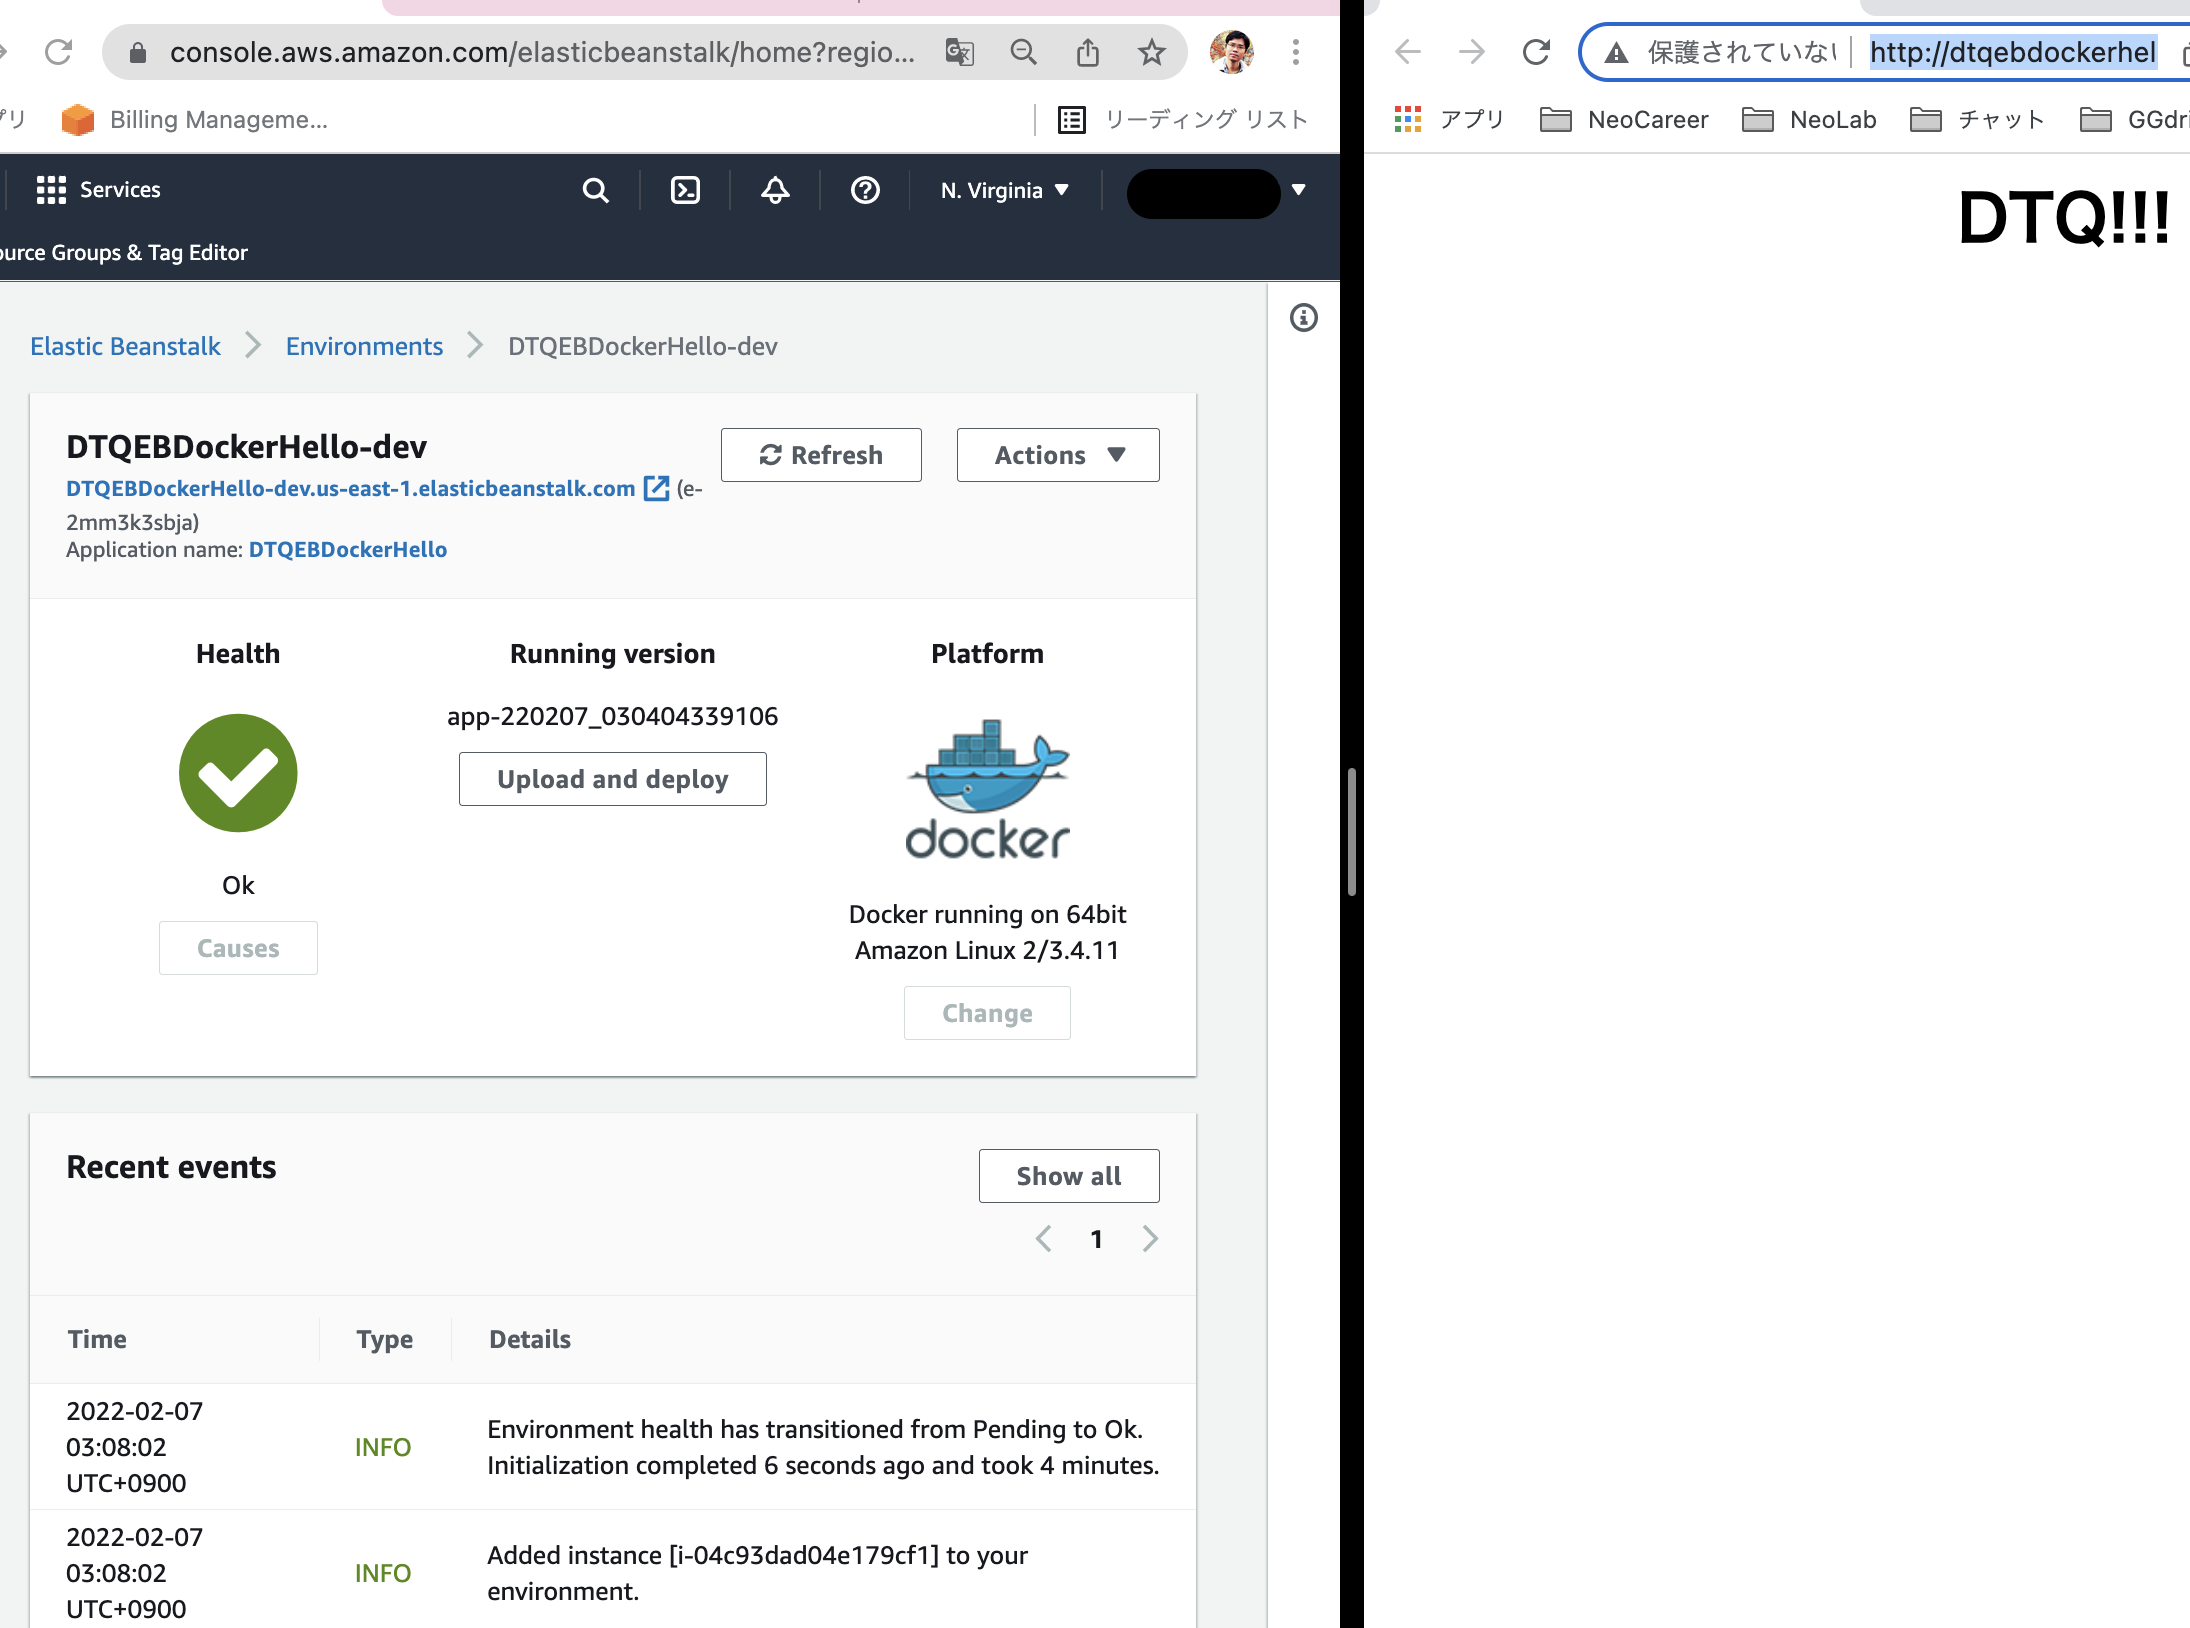 console.aws.amazon.com/elasticbeanstalk/home?regio...
Billing Manageme...
リーディング リスト
Services
N. Virginia
ource Groups & Tag Editor
Elastic Beanstalk
Environments
DTQEBDockerHello-dev
DTQEBDockerHello-dev
Refresh
Actions
DTQEBDockerHello-dev.us-east-1.elasticbeanstalk.com (e-
2mm3k3sbja)
Application name: DTQEBDockerHello
Health
Running version
Platform
app-220207_030404339106
Upload and deploy
docker
Ok
Causes
Docker running on 64bit
Amazon Linux 2/3.4.11
Change
Recent events
Show all
1
Time
Type
Details
2022-02-07
03:08:02
UTC+0900
INFO
Environment health has transitioned from Pending to Ok.
Initialization completed 6 seconds ago and took 4 minutes.
2022-02-07
03:08:02
UTC+0900
INFO
Added instance [i-04c93dad04e179cf1] to your
environment.
保護されていない
http://dtqebdockerhel
アプリ
NeoCareer
NeoLab
チャット
GGdri
DTQ!!!